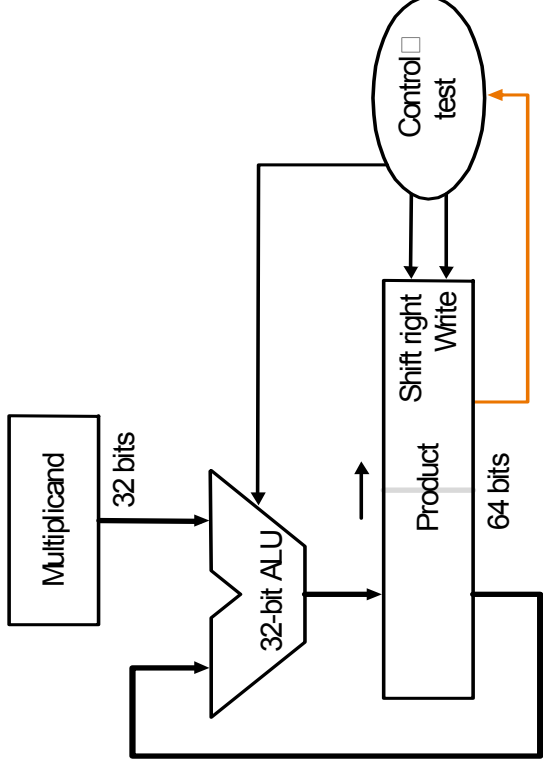 Multiplicand
32 bits
32-bit ALU
Product
Shift right
Write
64 bits
Control
test